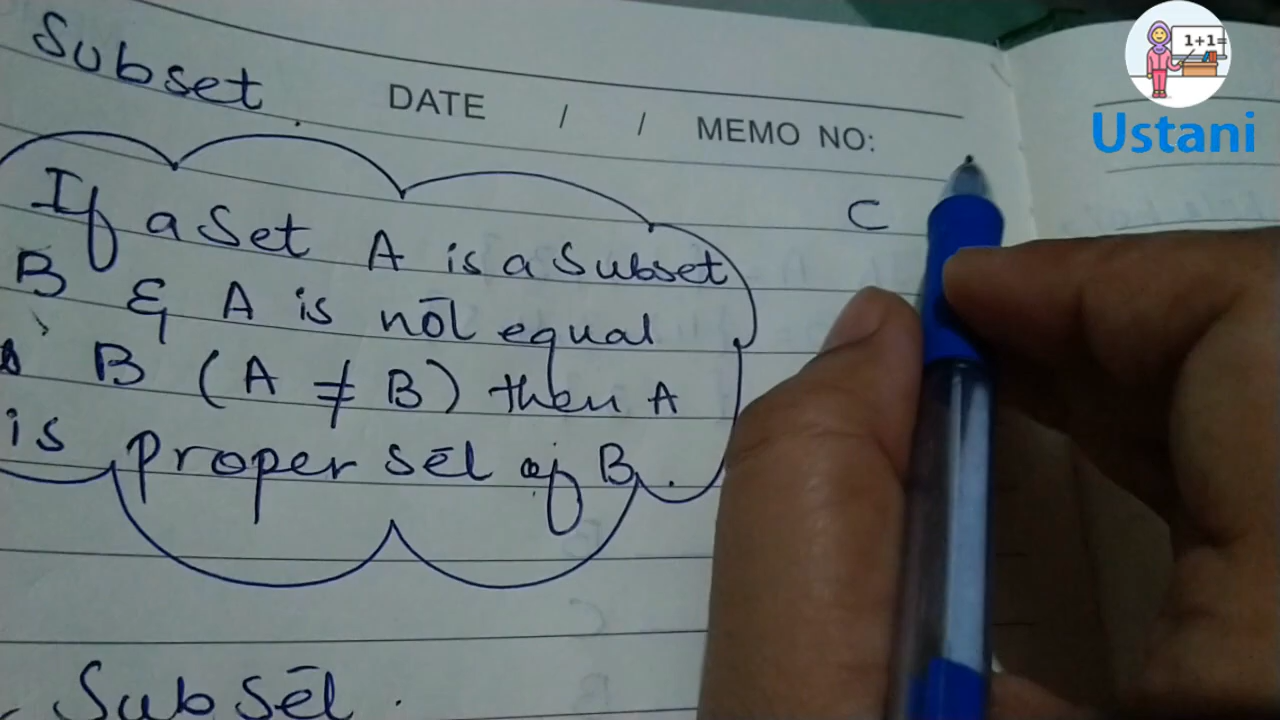 Subset
DATE / / MEMO NO:
1+1=
Ustani
C
If a set A is a subset
B & A is not equal
B (A ≠ B) then A
is proper set of B.
Subset.